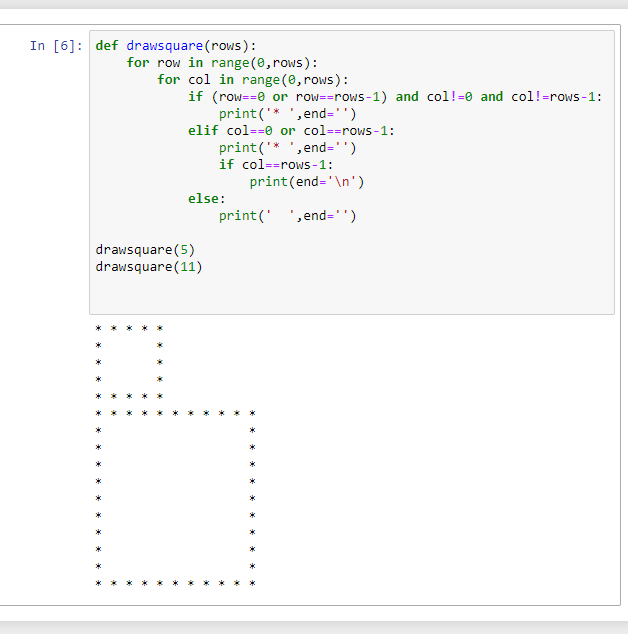 In [6]: def drawsquare(rows):
    for row in range(0,rows):
        for col in range(0,rows):
            if (row==0 or row==rows-1) and col!=0 and col!=rows-1:
                print('* ',end='')
            elif col==0 or col==rows-1:
                print('* ',end='')
                if col==rows-1:
                    print(end='\n')
            else:
                print('  ',end='')
drawsquare(5)
drawsquare(11)
* * * * *
*       *
*       *
*       *
* * * * *
* * * * * * * * * * *
*                   *
*                   *
*                   *
*                   *
*                   *
*                   *
*                   *
*                   *
*                   *
* * * * * * * * * * *